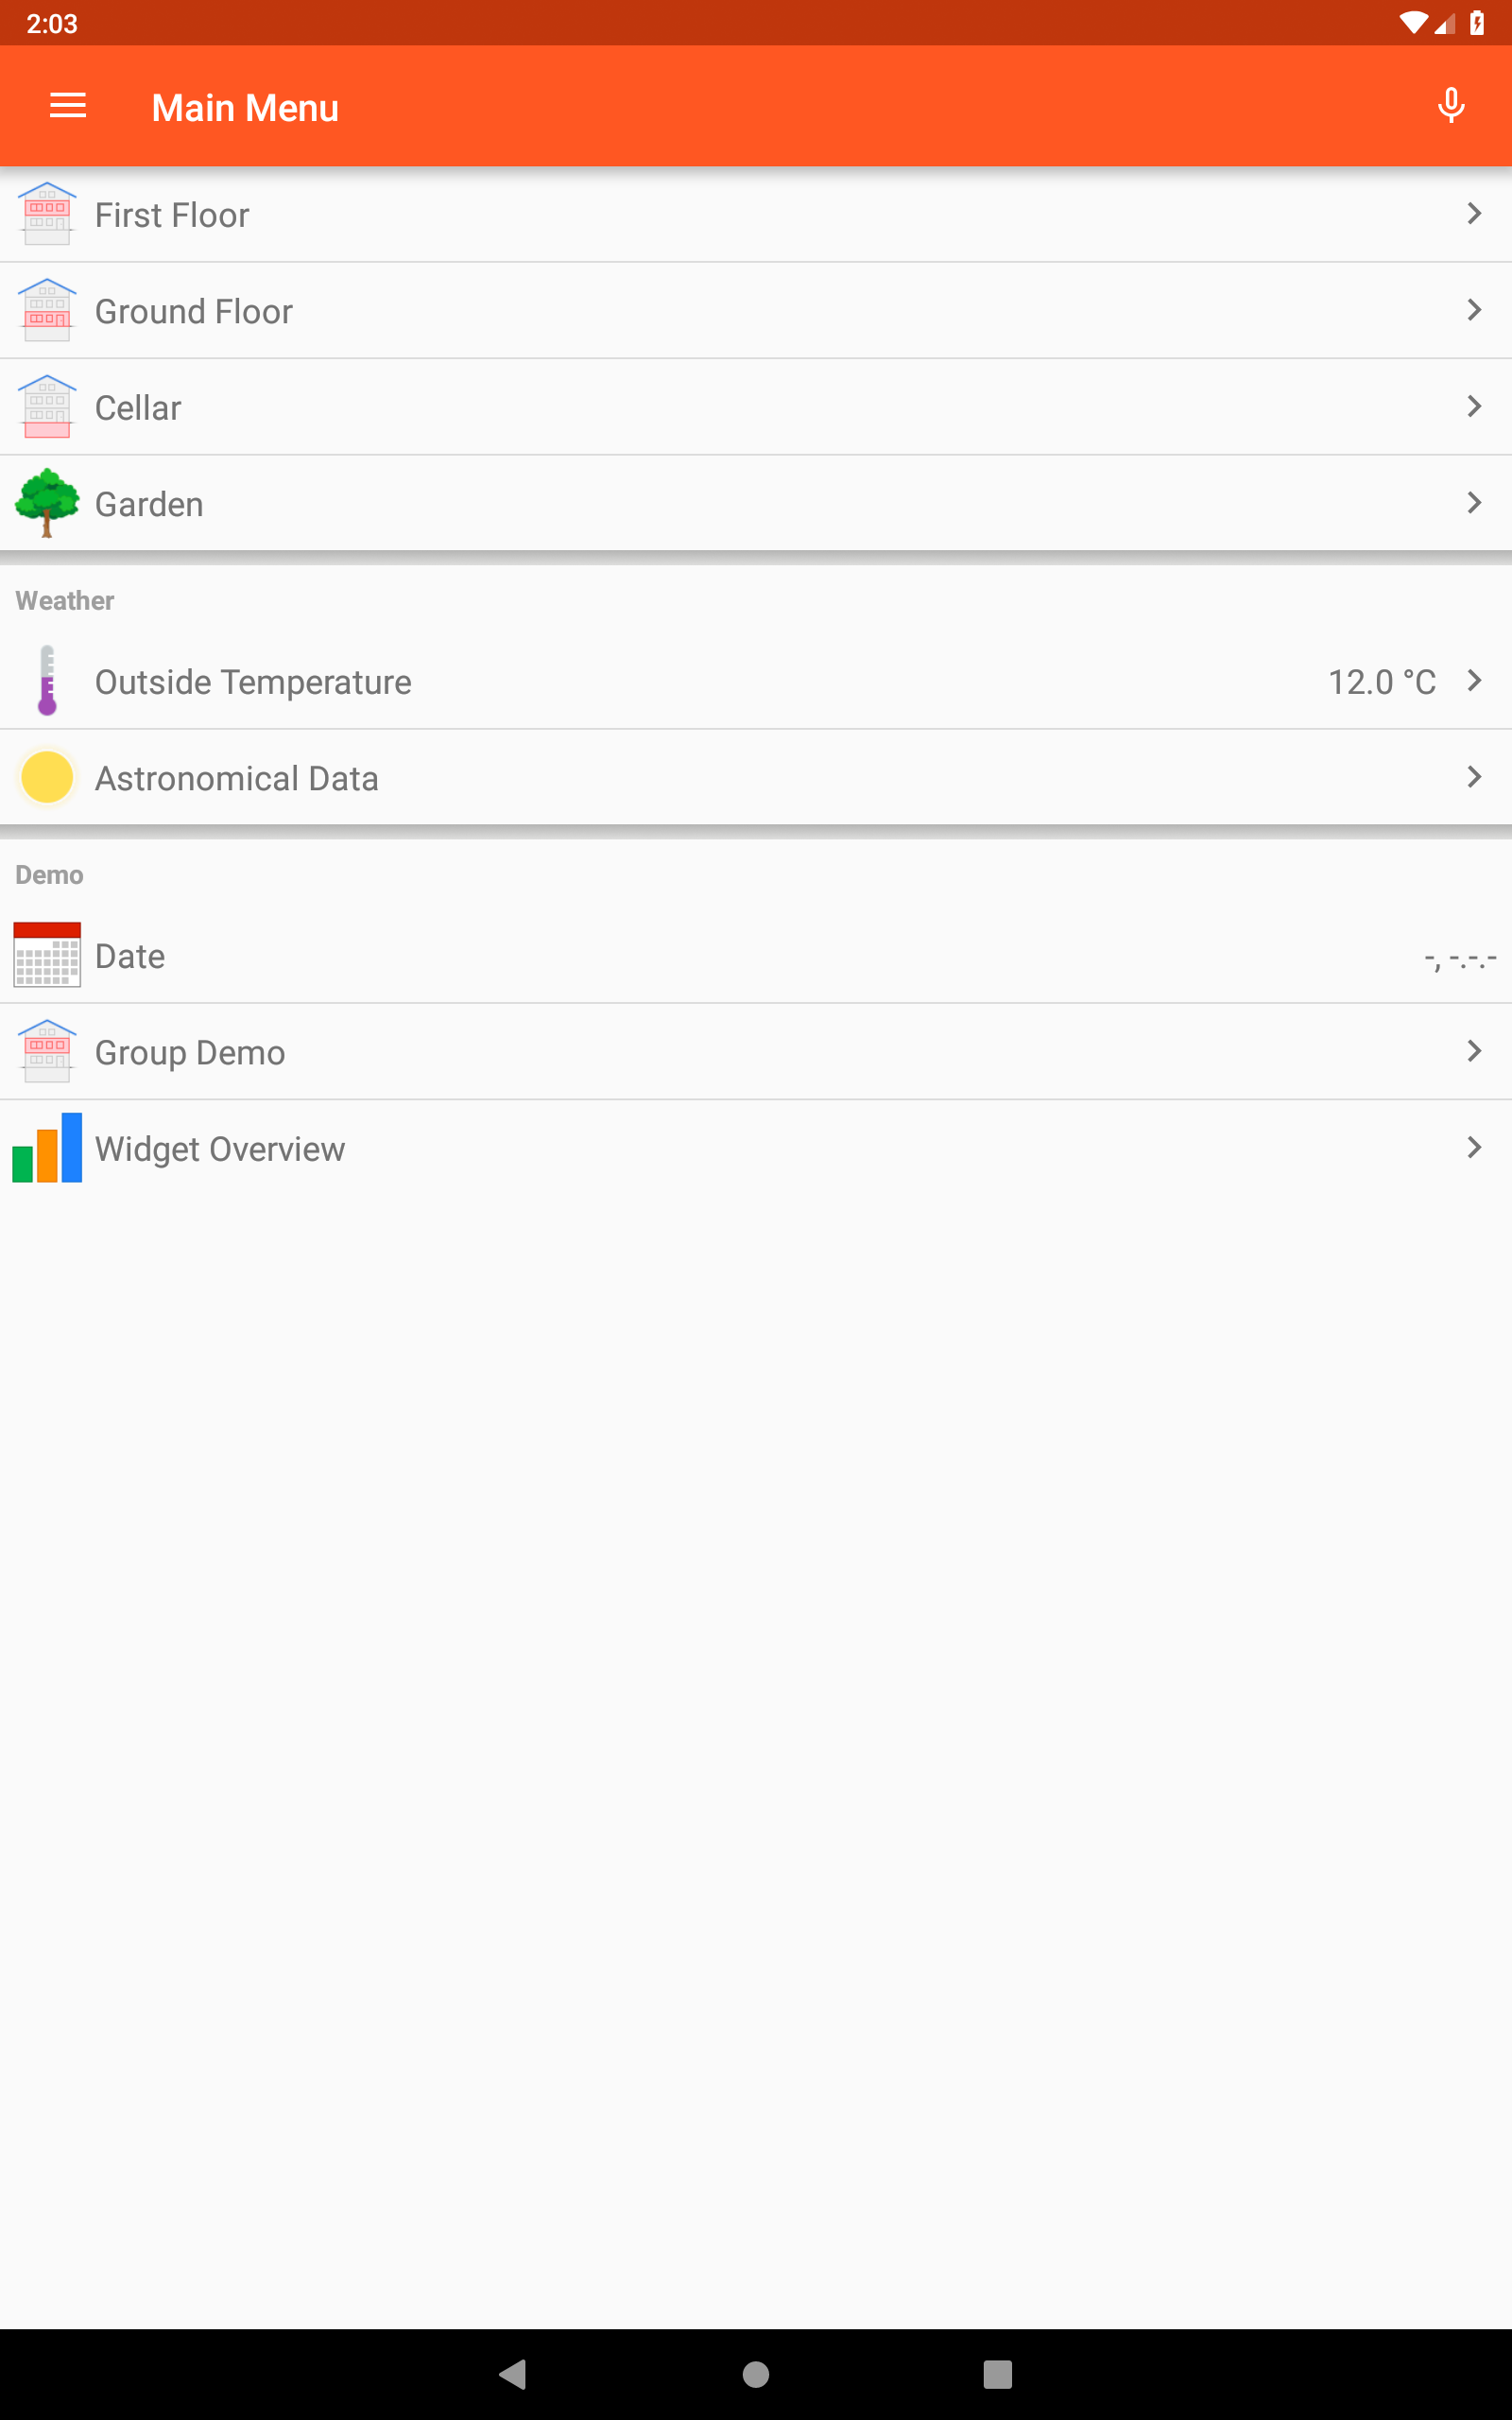 2:03
Main Menu
First Floor
Ground Floor
Cellar
Garden
Weather
Outside Temperature 12.0 °C
Astronomical Data
Demo
Date -, -.-.-
Group Demo
Widget Overview